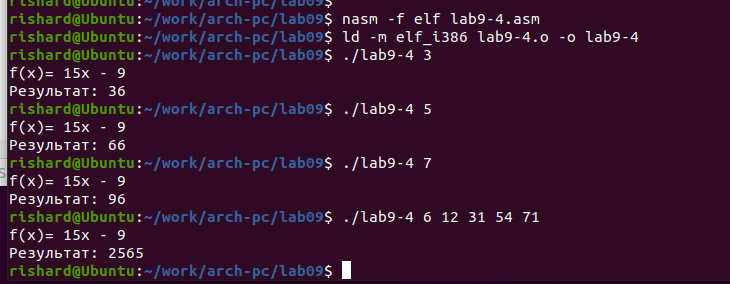 rishard@Ubuntu:~/work/arch-pc/lab09$
rishard@Ubuntu:~/work/arch-pc/lab09$ nasm -f elf lab9-4.asm
rishard@Ubuntu:~/work/arch-pc/lab09$ ld -m elf_i386 lab9-4.o -o lab9-4
rishard@Ubuntu:~/work/arch-pc/lab09$ ./lab9-4 3
f(x)= 15x - 9
Результат: 36
rishard@Ubuntu:~/work/arch-pc/lab09$ ./lab9-4 5
f(x)= 15x - 9
Результат: 66
rishard@Ubuntu:~/work/arch-pc/lab09$ ./lab9-4 7
f(x)= 15x - 9
Результат: 96
rishard@Ubuntu:~/work/arch-pc/lab09$ ./lab9-4 6 12 31 54 71
f(x)= 15x - 9
Результат: 2565
rishard@Ubuntu:~/work/arch-pc/lab09$